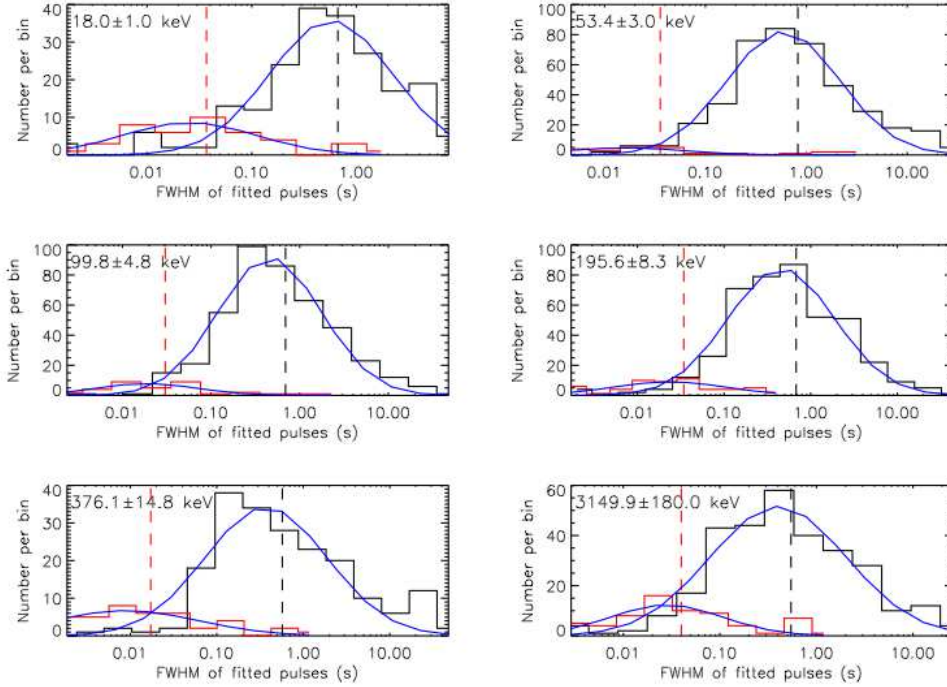 18.0±1.0 keV
Number per bin
40
30
20
10
0
0.01 0.10 1.00
FWHM of fitted pulses (s)
53.4±3.0 keV
Number per bin
100
80
60
40
20
0
0.01 0.10 1.00 10.00
FWHM of fitted pulses (s)
99.8±4.8 keV
Number per bin
100
80
60
40
20
0
0.01 0.10 1.00 10.00
FWHM of fitted pulses (s)
195.6±8.3 keV
Number per bin
100
80
60
40
20
0
0.01 0.10 1.00 10.00
FWHM of fitted pulses (s)
376.1±14.8 keV
Number per bin
40
30
20
10
0
0.01 0.10 1.00 10.00
FWHM of fitted pulses (s)
3149.9±180.0 keV
Number per bin
60
40
20
0
0.01 0.10 1.00 10.00
FWHM of fitted pulses (s)